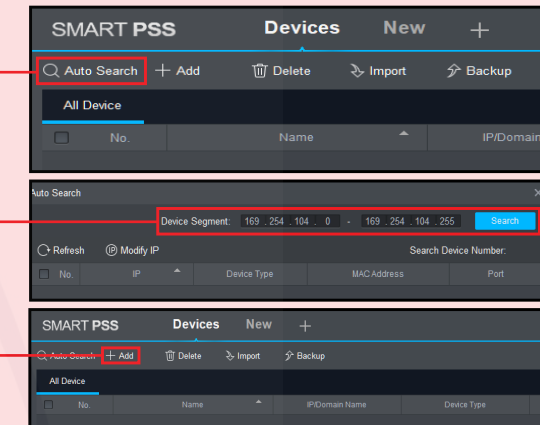 SMART PSS Devices New +
Auto Search + Add Delete Import Backup
All Device
No. Name IP/Domain
Auto Search ×
Device Segment: 169 . 254 . 104 . 0 - 169 . 254 . 104 . 255 Search
Refresh IP Modify IP Search Device Number:
No. IP Device Type MAC Address Port
SMART PSS Devices New +
Auto Search + Add Delete Import Backup
All Device
No. Name IP/Domain Name Device Type